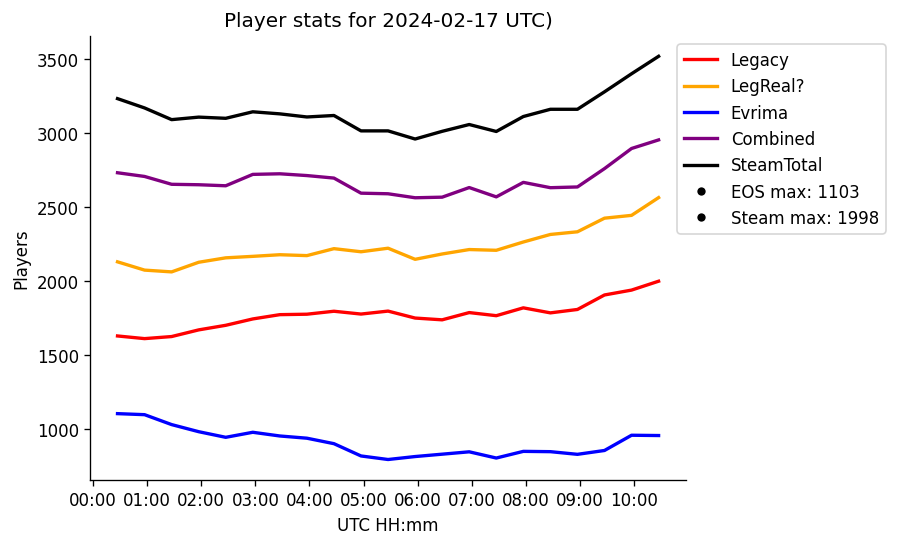 Player stats for 2024-02-17 UTC)
3500
3000
2500
2000
1500
1000
Players
00:00 01:00 02:00 03:00 04:00 05:00 06:00 07:00 08:00 09:00 10:00
UTC HH:mm
Legacy
LegReal?
Evrima
Combined
SteamTotal
EOS max: 1103
Steam max: 1998